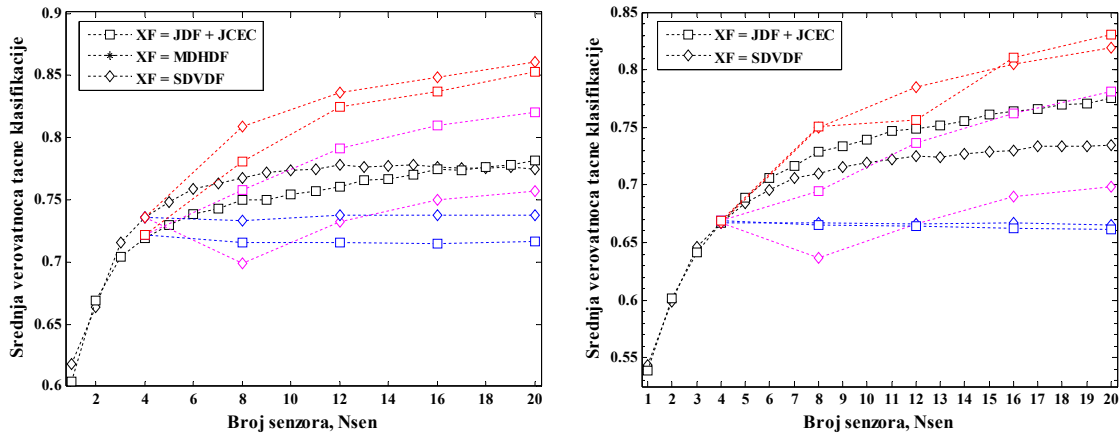 Srednja verovatnoca tacne klasifikacije
0.9
0.85
0.8
0.75
0.7
0.65
0.6
XF = JDF + JCEC
XF = MDHDF
XF = SDVDF
2 4 6 8 10 12 14 16 18 20
Broj senzora, Nsen
Srednja verovatnoca tacne klasifikacije
0.85
0.8
0.75
0.7
0.65
0.6
0.55
XF = JDF + JCEC
XF = SDVDF
1 2 3 4 5 6 7 8 9 10 11 12 13 14 15 16 17 18 19 20
Broj senzora, Nsen